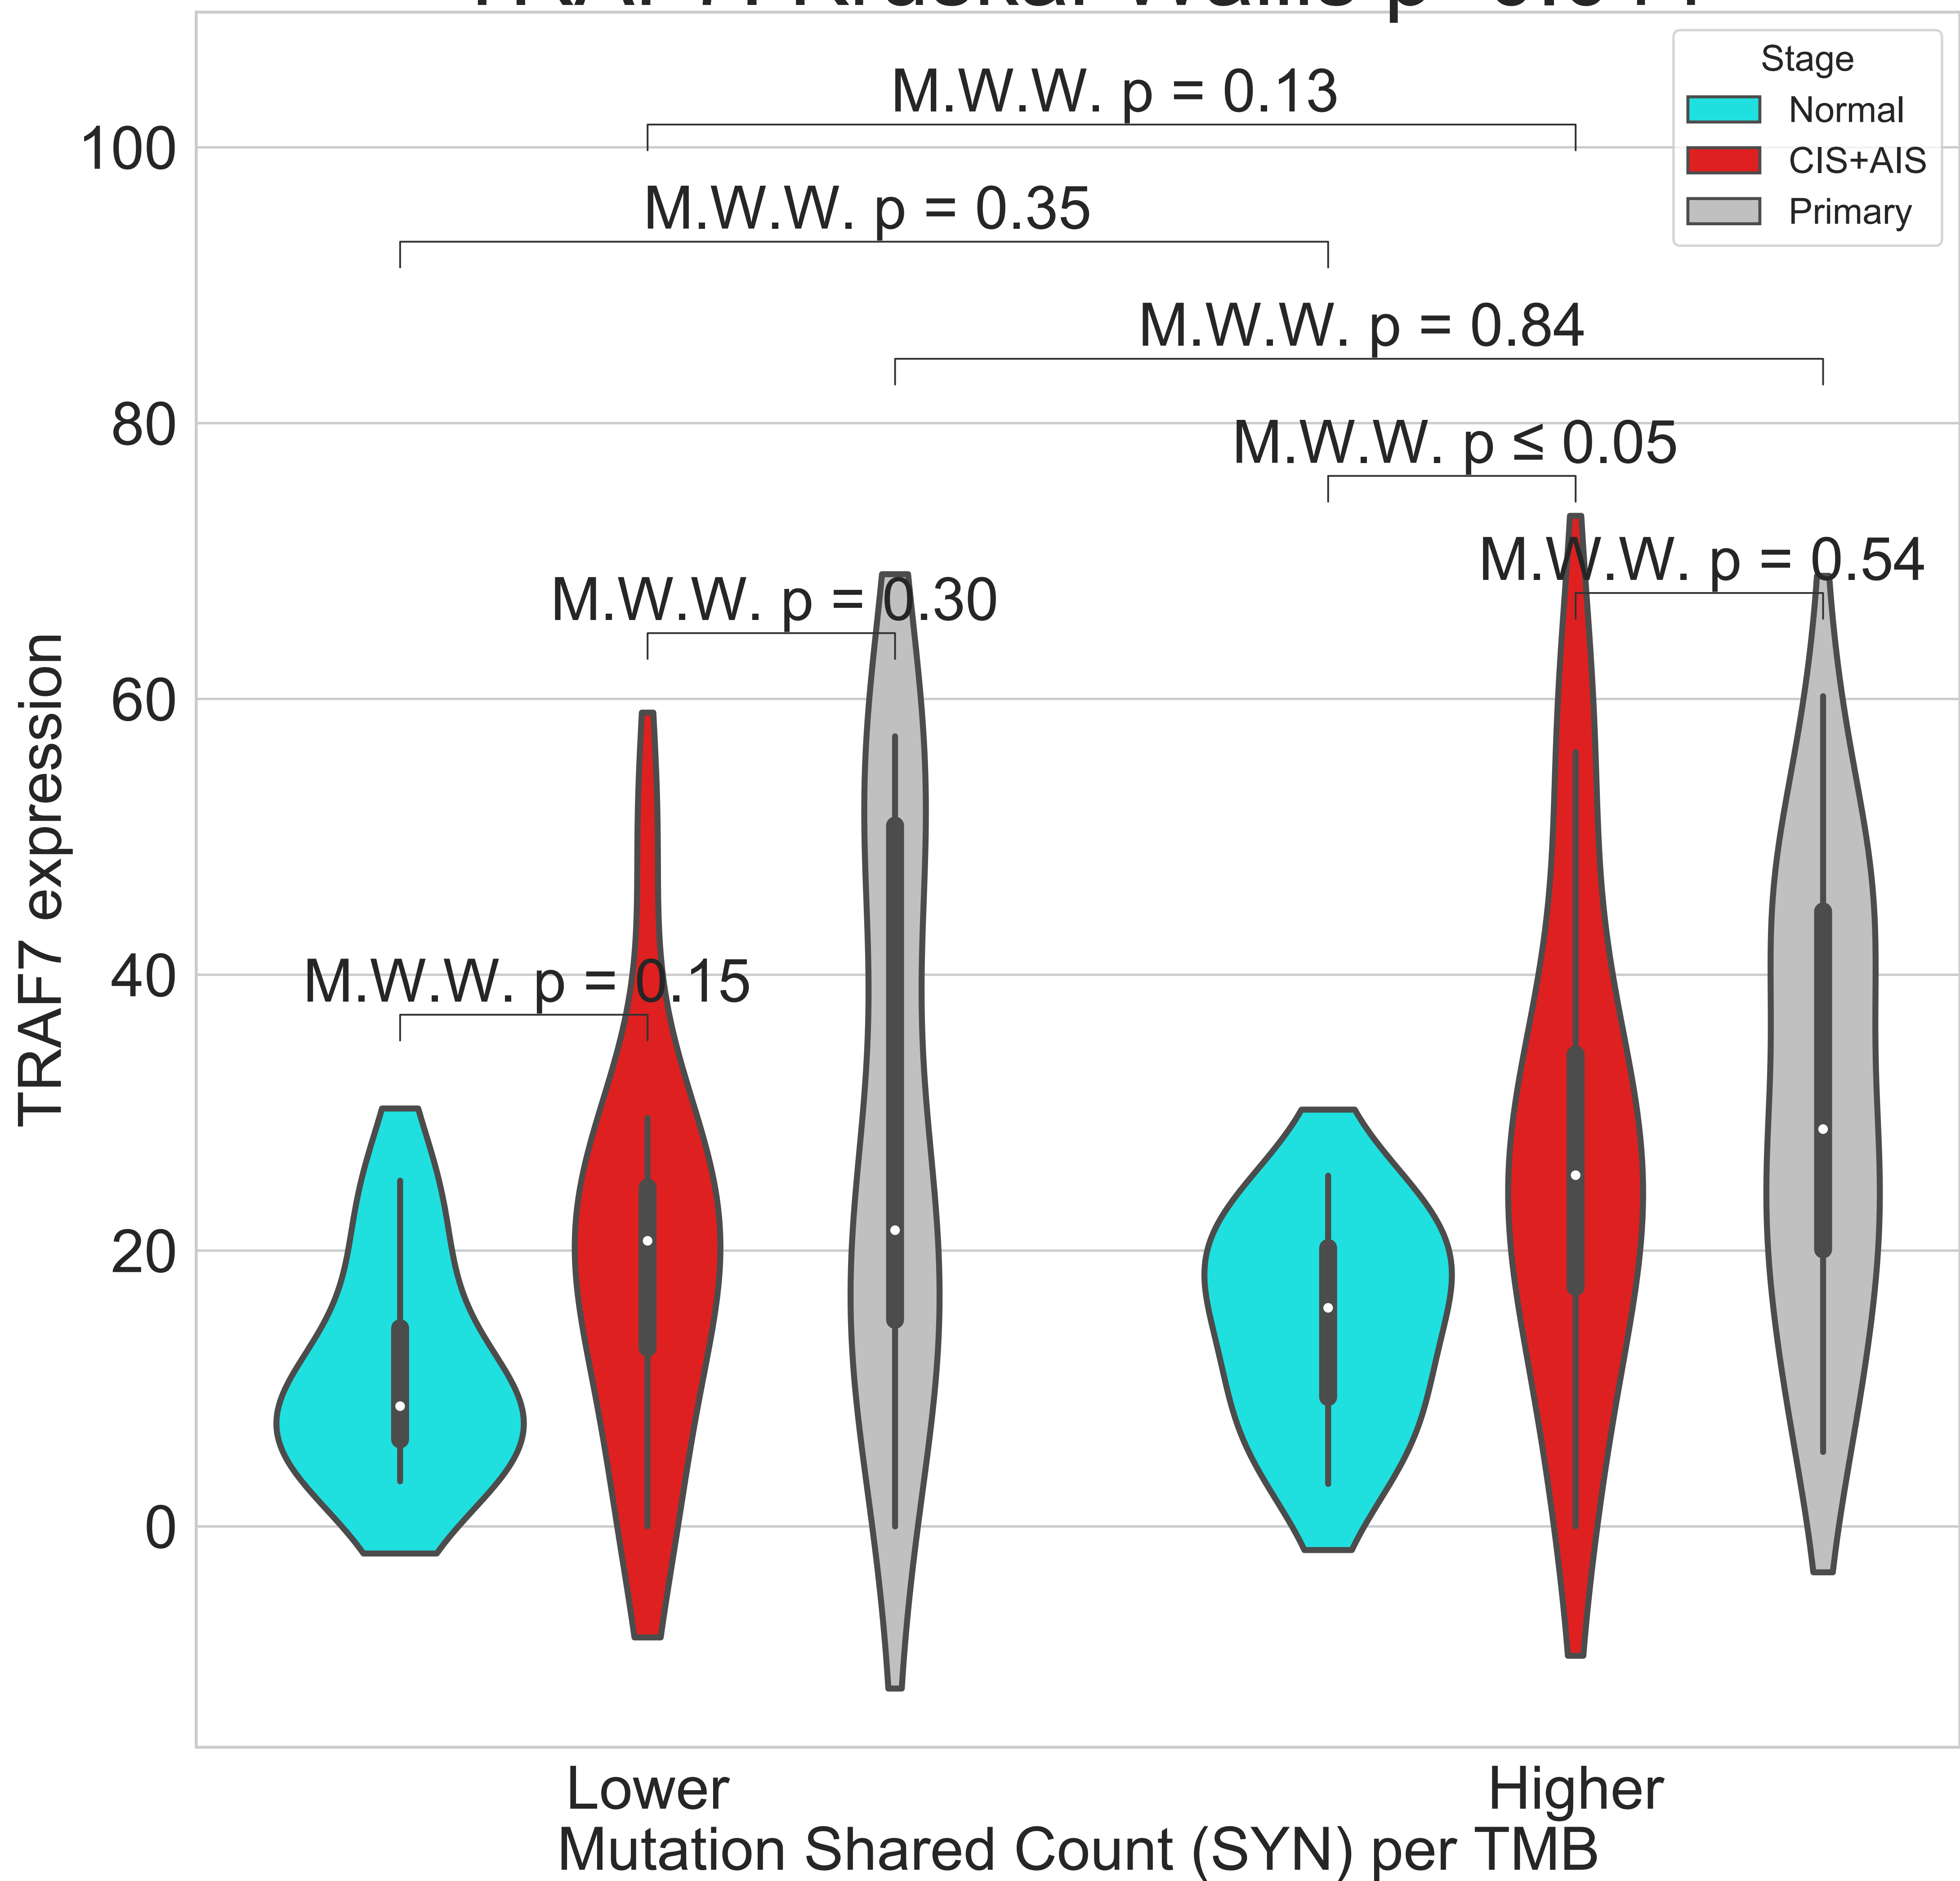 Stage
Normal
CIS+AIS
Primary
M.W.W. p = 0.13
M.W.W. p = 0.35
M.W.W. p = 0.84
M.W.W. p ≤ 0.05
M.W.W. p = 0.54
M.W.W. p = 0.30
M.W.W. p = 0.15
100
80
60
40
20
0
TRAF7 expression
Lower
Higher
Mutation Shared Count (SYN) per TMB